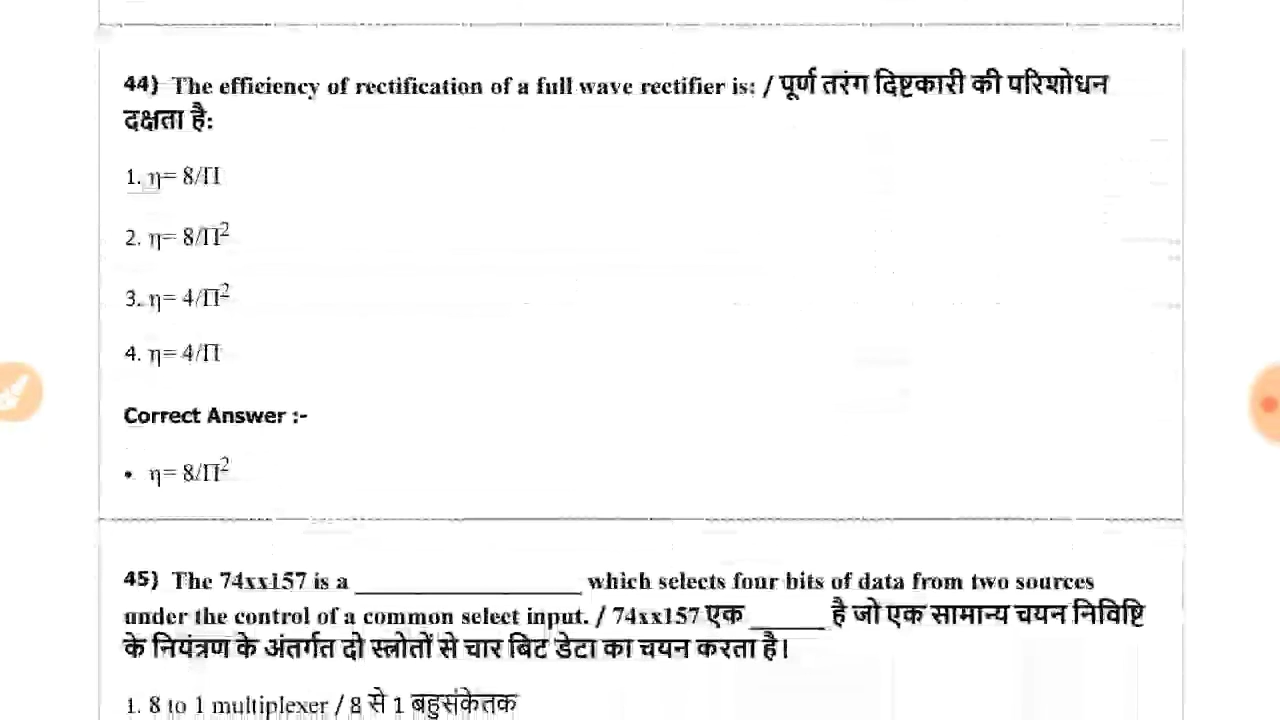 44) The efficiency of rectification of a full wave rectifier is: / पूर्ण तरंग दिष्टकारी की परिशोधन
दक्षता है:
1. η= 8/Π
2. η= 8/Π²
3. η= 4/Π²
4. η= 4/Π
Correct Answer :-
• η= 8/Π²
45) The 74xx157 is a ____________________ which selects four bits of data from two sources
under the control of a common select input. / 74xx157 एक ______ है जो एक सामान्य चयन निविष्टि
के नियंत्रण के अंतर्गत दो स्त्रोतों से चार बिट डेटा का चयन करता है।
1. 8 to 1 multiplexer / 8 से 1 बहुसंकेतक